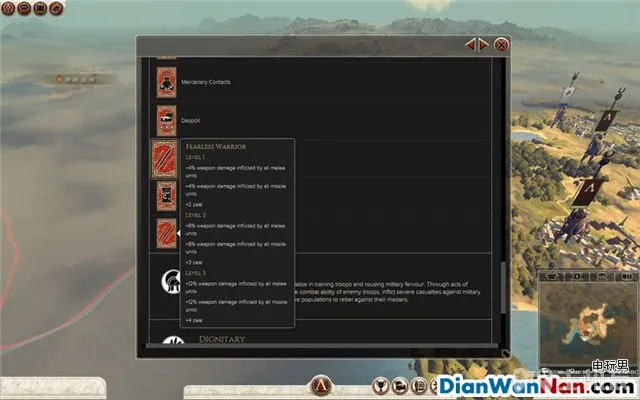 Mercenary Contacts
Despoil
FEARLESS WARRIOR
LEVEL 1
+4% weapon damage inflicted by all melee
units
+4% weapon damage inflicted by all missile
units
+2 zeal
LEVEL 2
+8% weapon damage inflicted by all melee
units
+8% weapon damage inflicted by all missile
units
+3 zeal
LEVEL 3
+12% weapon damage inflicted by all melee
units
+12% weapon damage inflicted by all missile
units
+4 zeal
alise in training troops and rousing military fervour. Through acts of
e combat ability of enemy troops, inflict severe casualties against military
e populations to rebel against their masters.
DIGNITARY
电玩男
DianWanNan.com